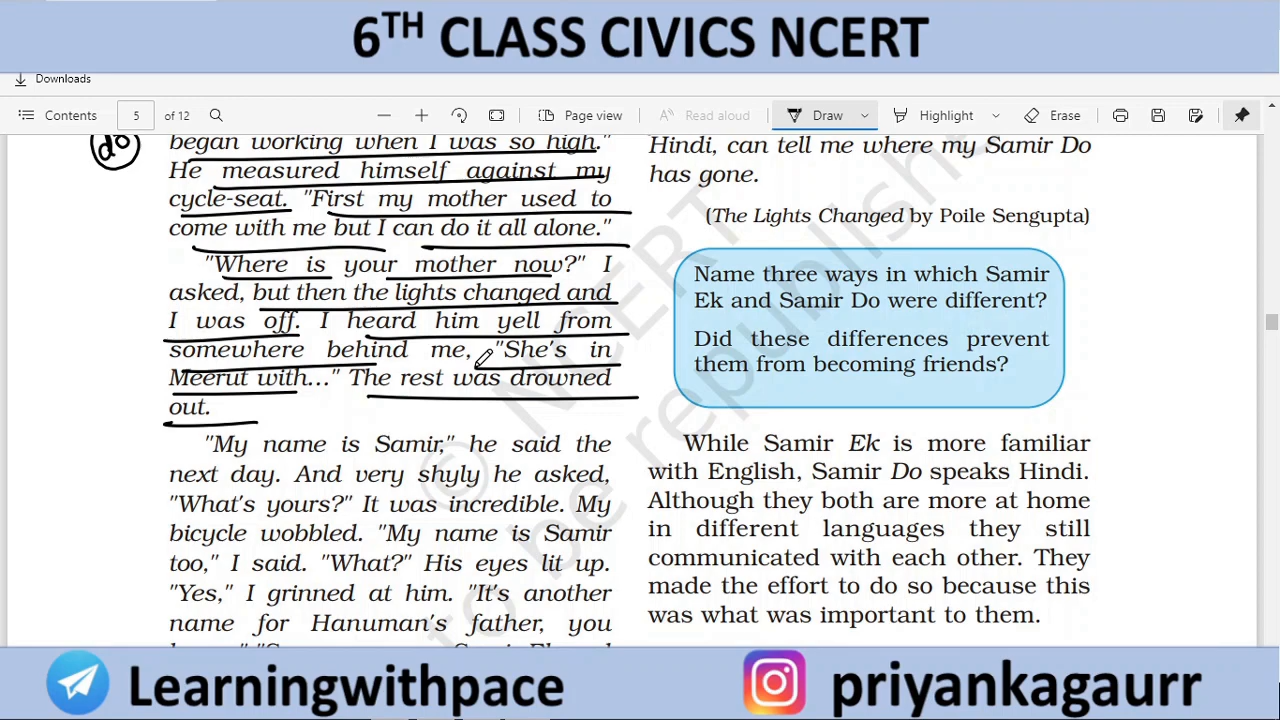 6TH CLASS CIVICS NCERT
Downloads
Contents
5
of 12
Page view
Read aloud
Draw
Highlight
Erase
do
began working when I was so high."
He measured himself against my
cycle-seat. "First my mother used to
come with me but I can do it all alone."
"Where is your mother now?" I
asked, but then the lights changed and
I was off. I heard him yell from
somewhere behind me, "She's in
Meerut with..." The rest was drowned
out.
"My name is Samir," he said the
next day. And very shyly he asked,
"What's yours?" It was incredible. My
bicycle wobbled. "My name is Samir
too," I said. "What?" His eyes lit up.
"Yes," I grinned at him. "It's another
name for Hanuman's father, you
Hindi, can tell me where my Samir Do
has gone.
(The Lights Changed by Poile Sengupta)
Name three ways in which Samir
Ek and Samir Do were different?
Did these differences prevent
them from becoming friends?
While Samir Ek is more familiar
with English, Samir Do speaks Hindi.
Although they both are more at home
in different languages they still
communicated with each other. They
made the effort to do so because this
was what was important to them.
© NCERT
be republish
Learningwithpace
priyankagaurr